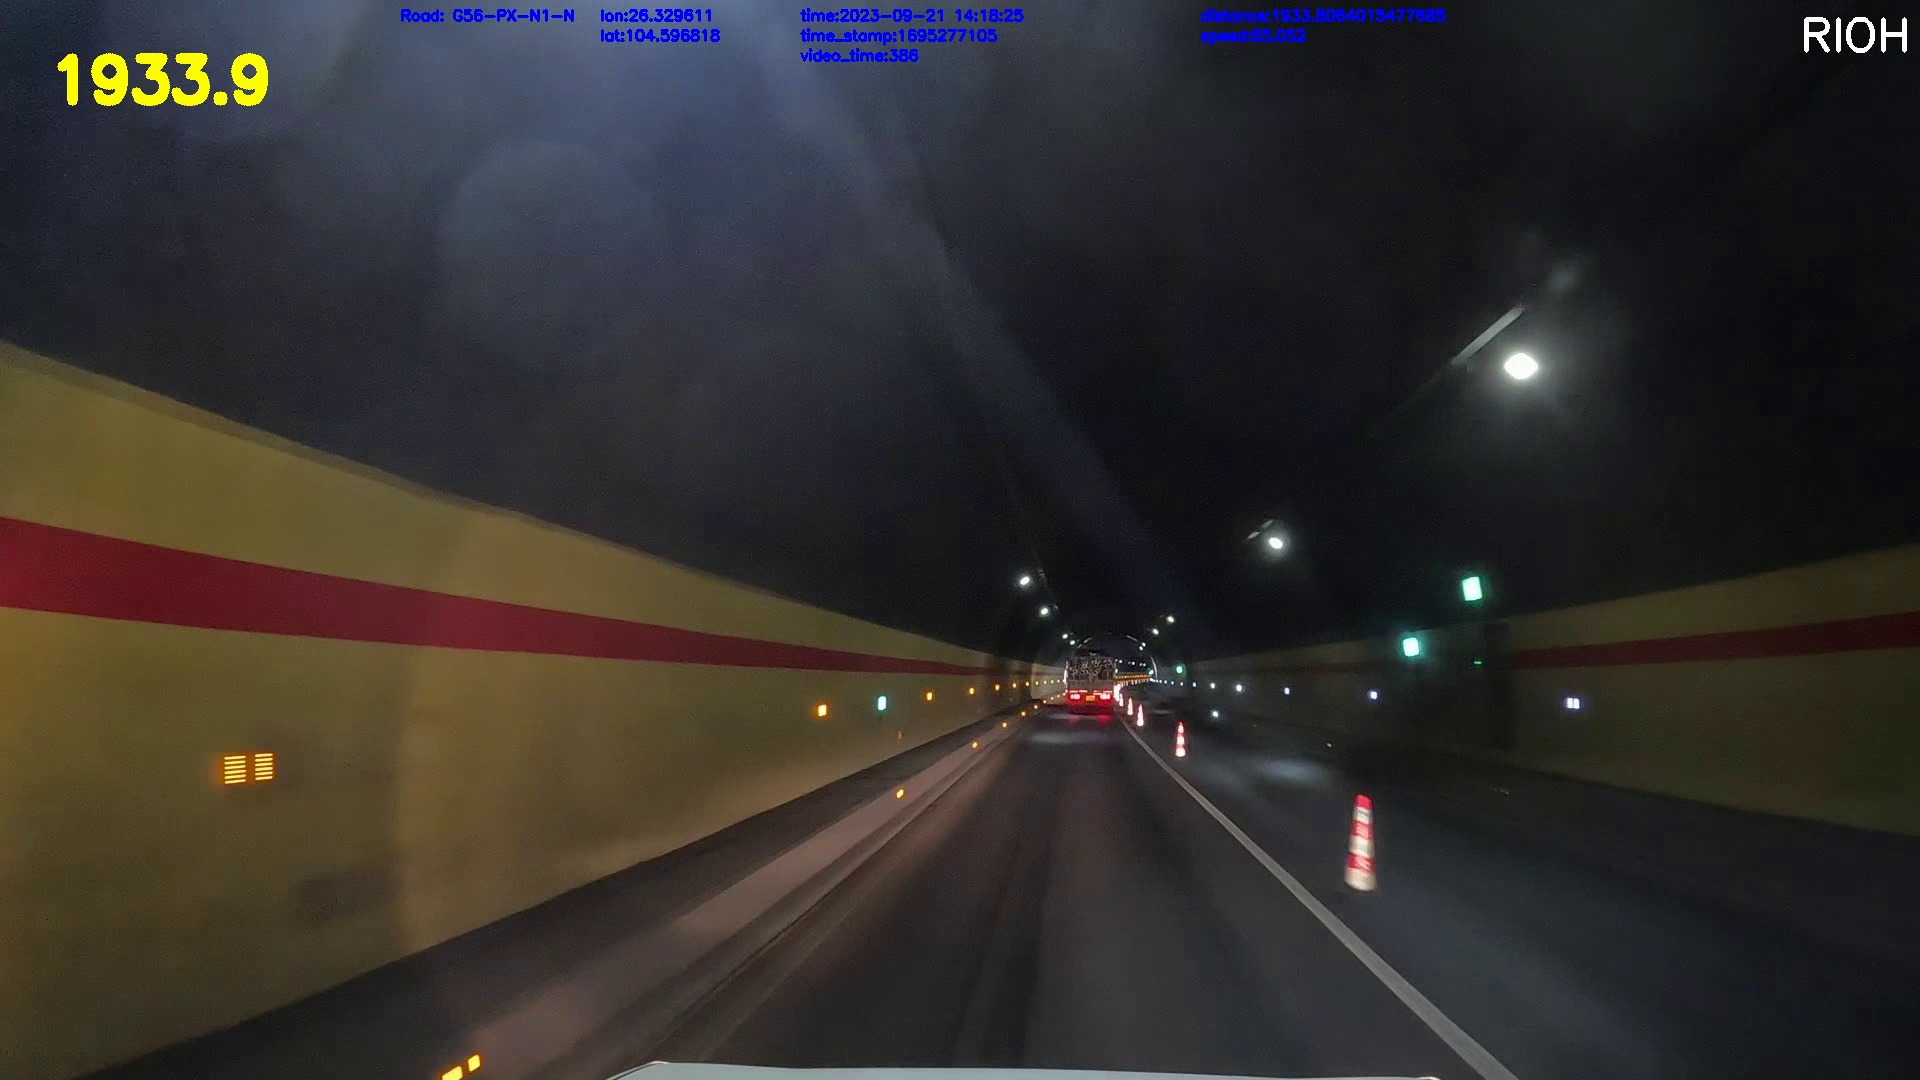 Road: G56-PX-N1-N
lon:26.329611
lat:104.596818
time:2023-09-21 14:18:25
time_stamp:1695277105
video_time:386
distance:1933.8064015477685
speed:65.052
RIOH
1933.9